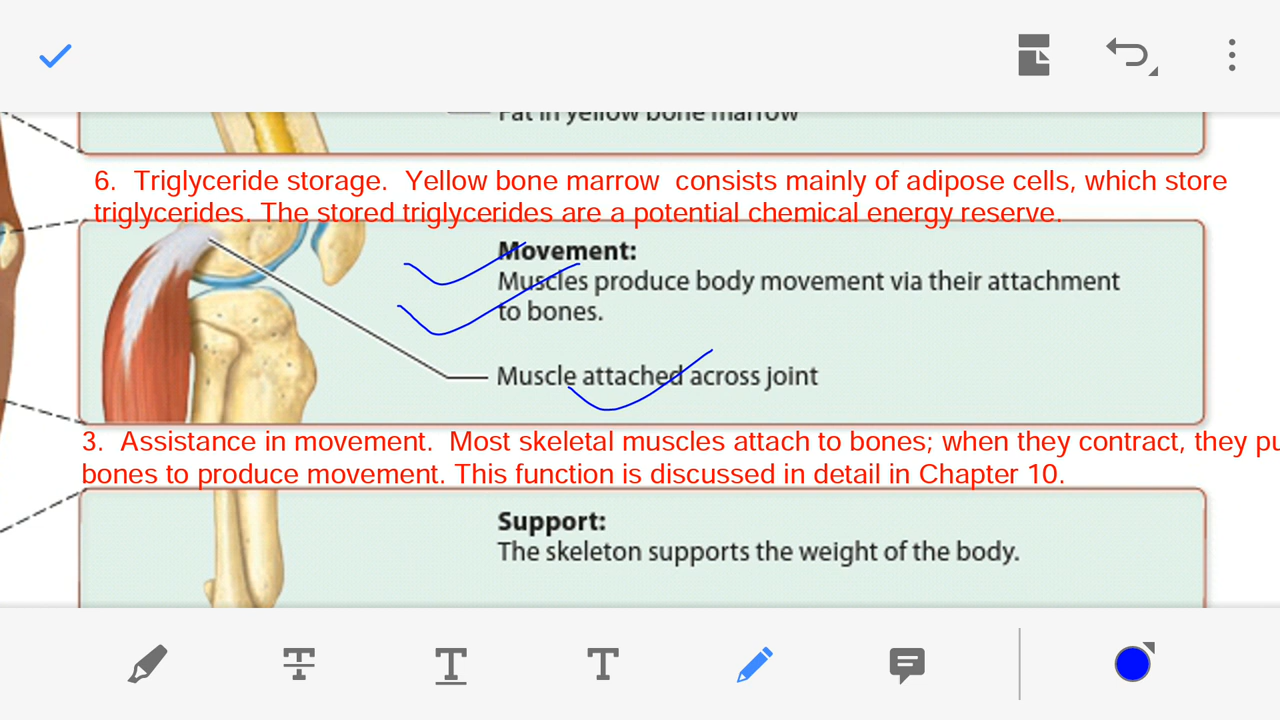 Fat in yellow bone marrow
6. Triglyceride storage. Yellow bone marrow consists mainly of adipose cells, which store
triglycerides. The stored triglycerides are a potential chemical energy reserve.
Movement:
Muscles produce body movement via their attachment
to bones.
Muscle attached across joint
3. Assistance in movement. Most skeletal muscles attach to bones; when they contract, they pu
bones to produce movement. This function is discussed in detail in Chapter 10.
Support:
The skeleton supports the weight of the body.
T
T
T